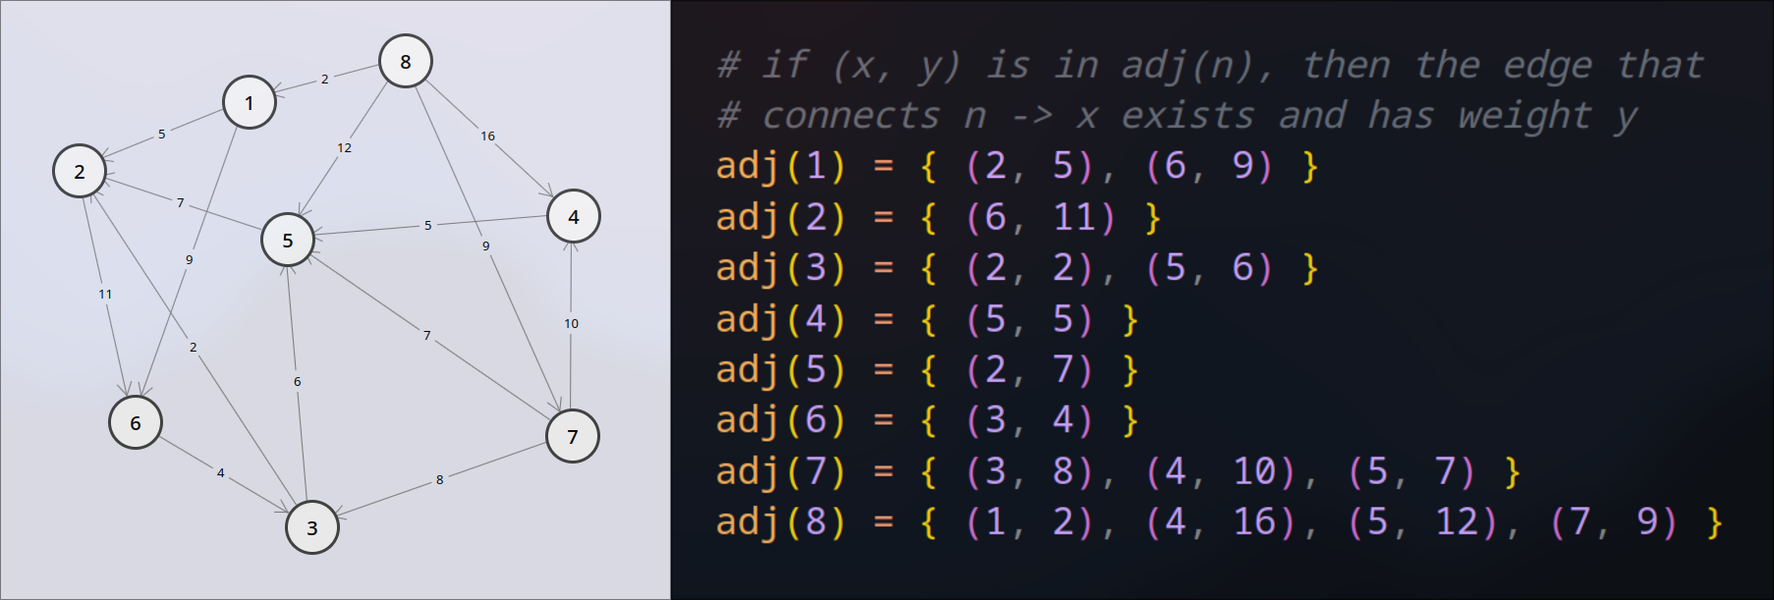 8
2
1
5
16
12
2
7
4
5
5
9
9
11
10
7
2
6
6
7
4
8
3
# if (x, y) is in adj(n), then the edge that
# connects n -> x exists and has weight y
adj(1) = { (2, 5), (6, 9) }
adj(2) = { (6, 11) }
adj(3) = { (2, 2), (5, 6) }
adj(4) = { (5, 5) }
adj(5) = { (2, 7) }
adj(6) = { (3, 4) }
adj(7) = { (3, 8), (4, 10), (5, 7) }
adj(8) = { (1, 2), (4, 16), (5, 12), (7, 9) }